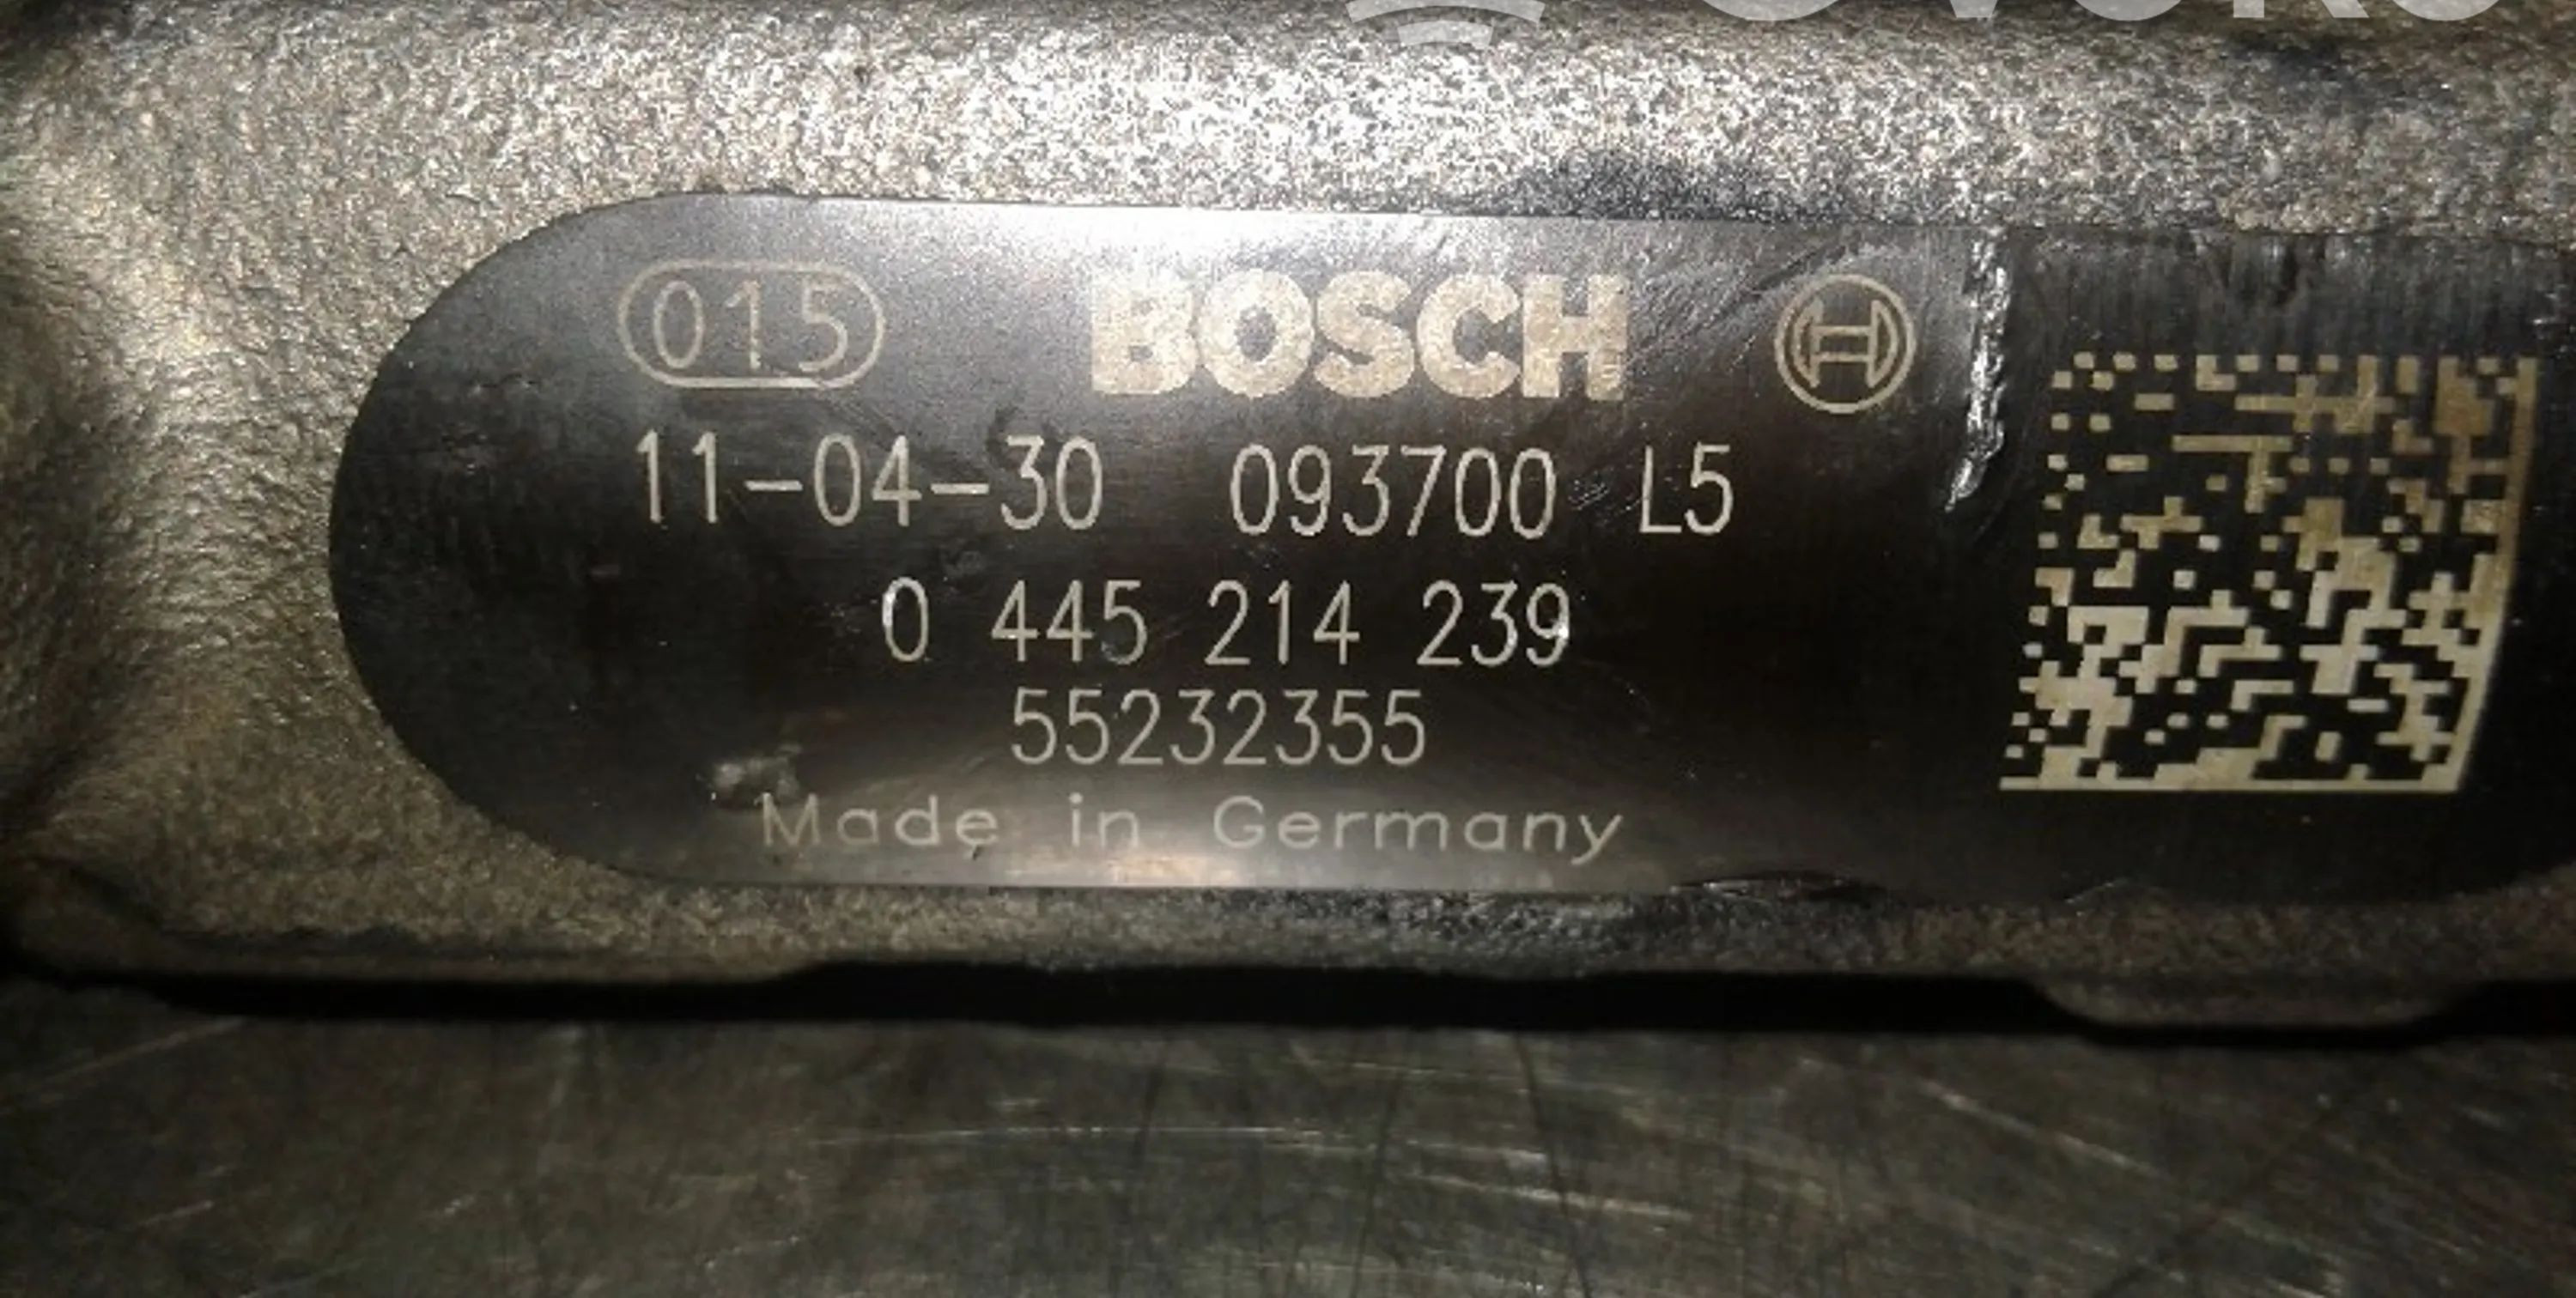 015 BOSCH
11-04-30 093700 L5
0 445 214 239
55232355
Made in Germany